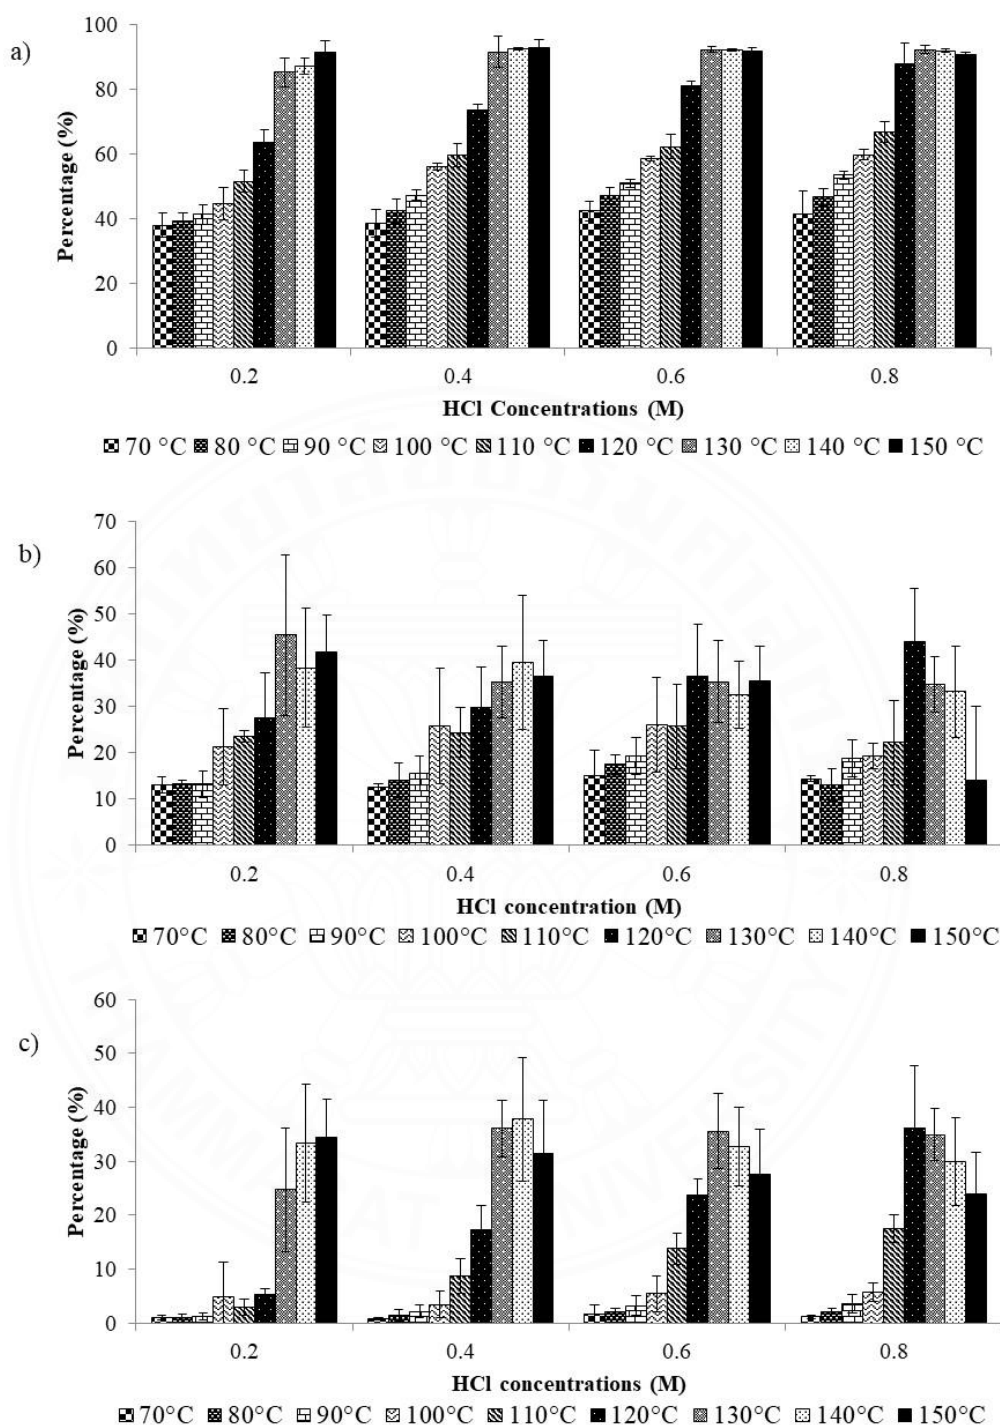 a)
Percentage (%)
100
80
60
40
20
0
0.2 0.4 0.6 0.8
HCl Concentrations (M)
70 °C 80 °C 90 °C 100 °C 110 °C 120 °C 130 °C 140 °C 150 °C
b)
Percentage (%)
70
60
50
40
30
20
10
0
0.2 0.4 0.6 0.8
HCl concentration (M)
70°C 80°C 90°C 100°C 110°C 120°C 130°C 140°C 150°C
c)
Percentage (%)
60
50
40
30
20
10
0
0.2 0.4 0.6 0.8
HCl concentrations (M)
70°C 80°C 90°C 100°C 110°C 120°C 130°C 140°C 150°C